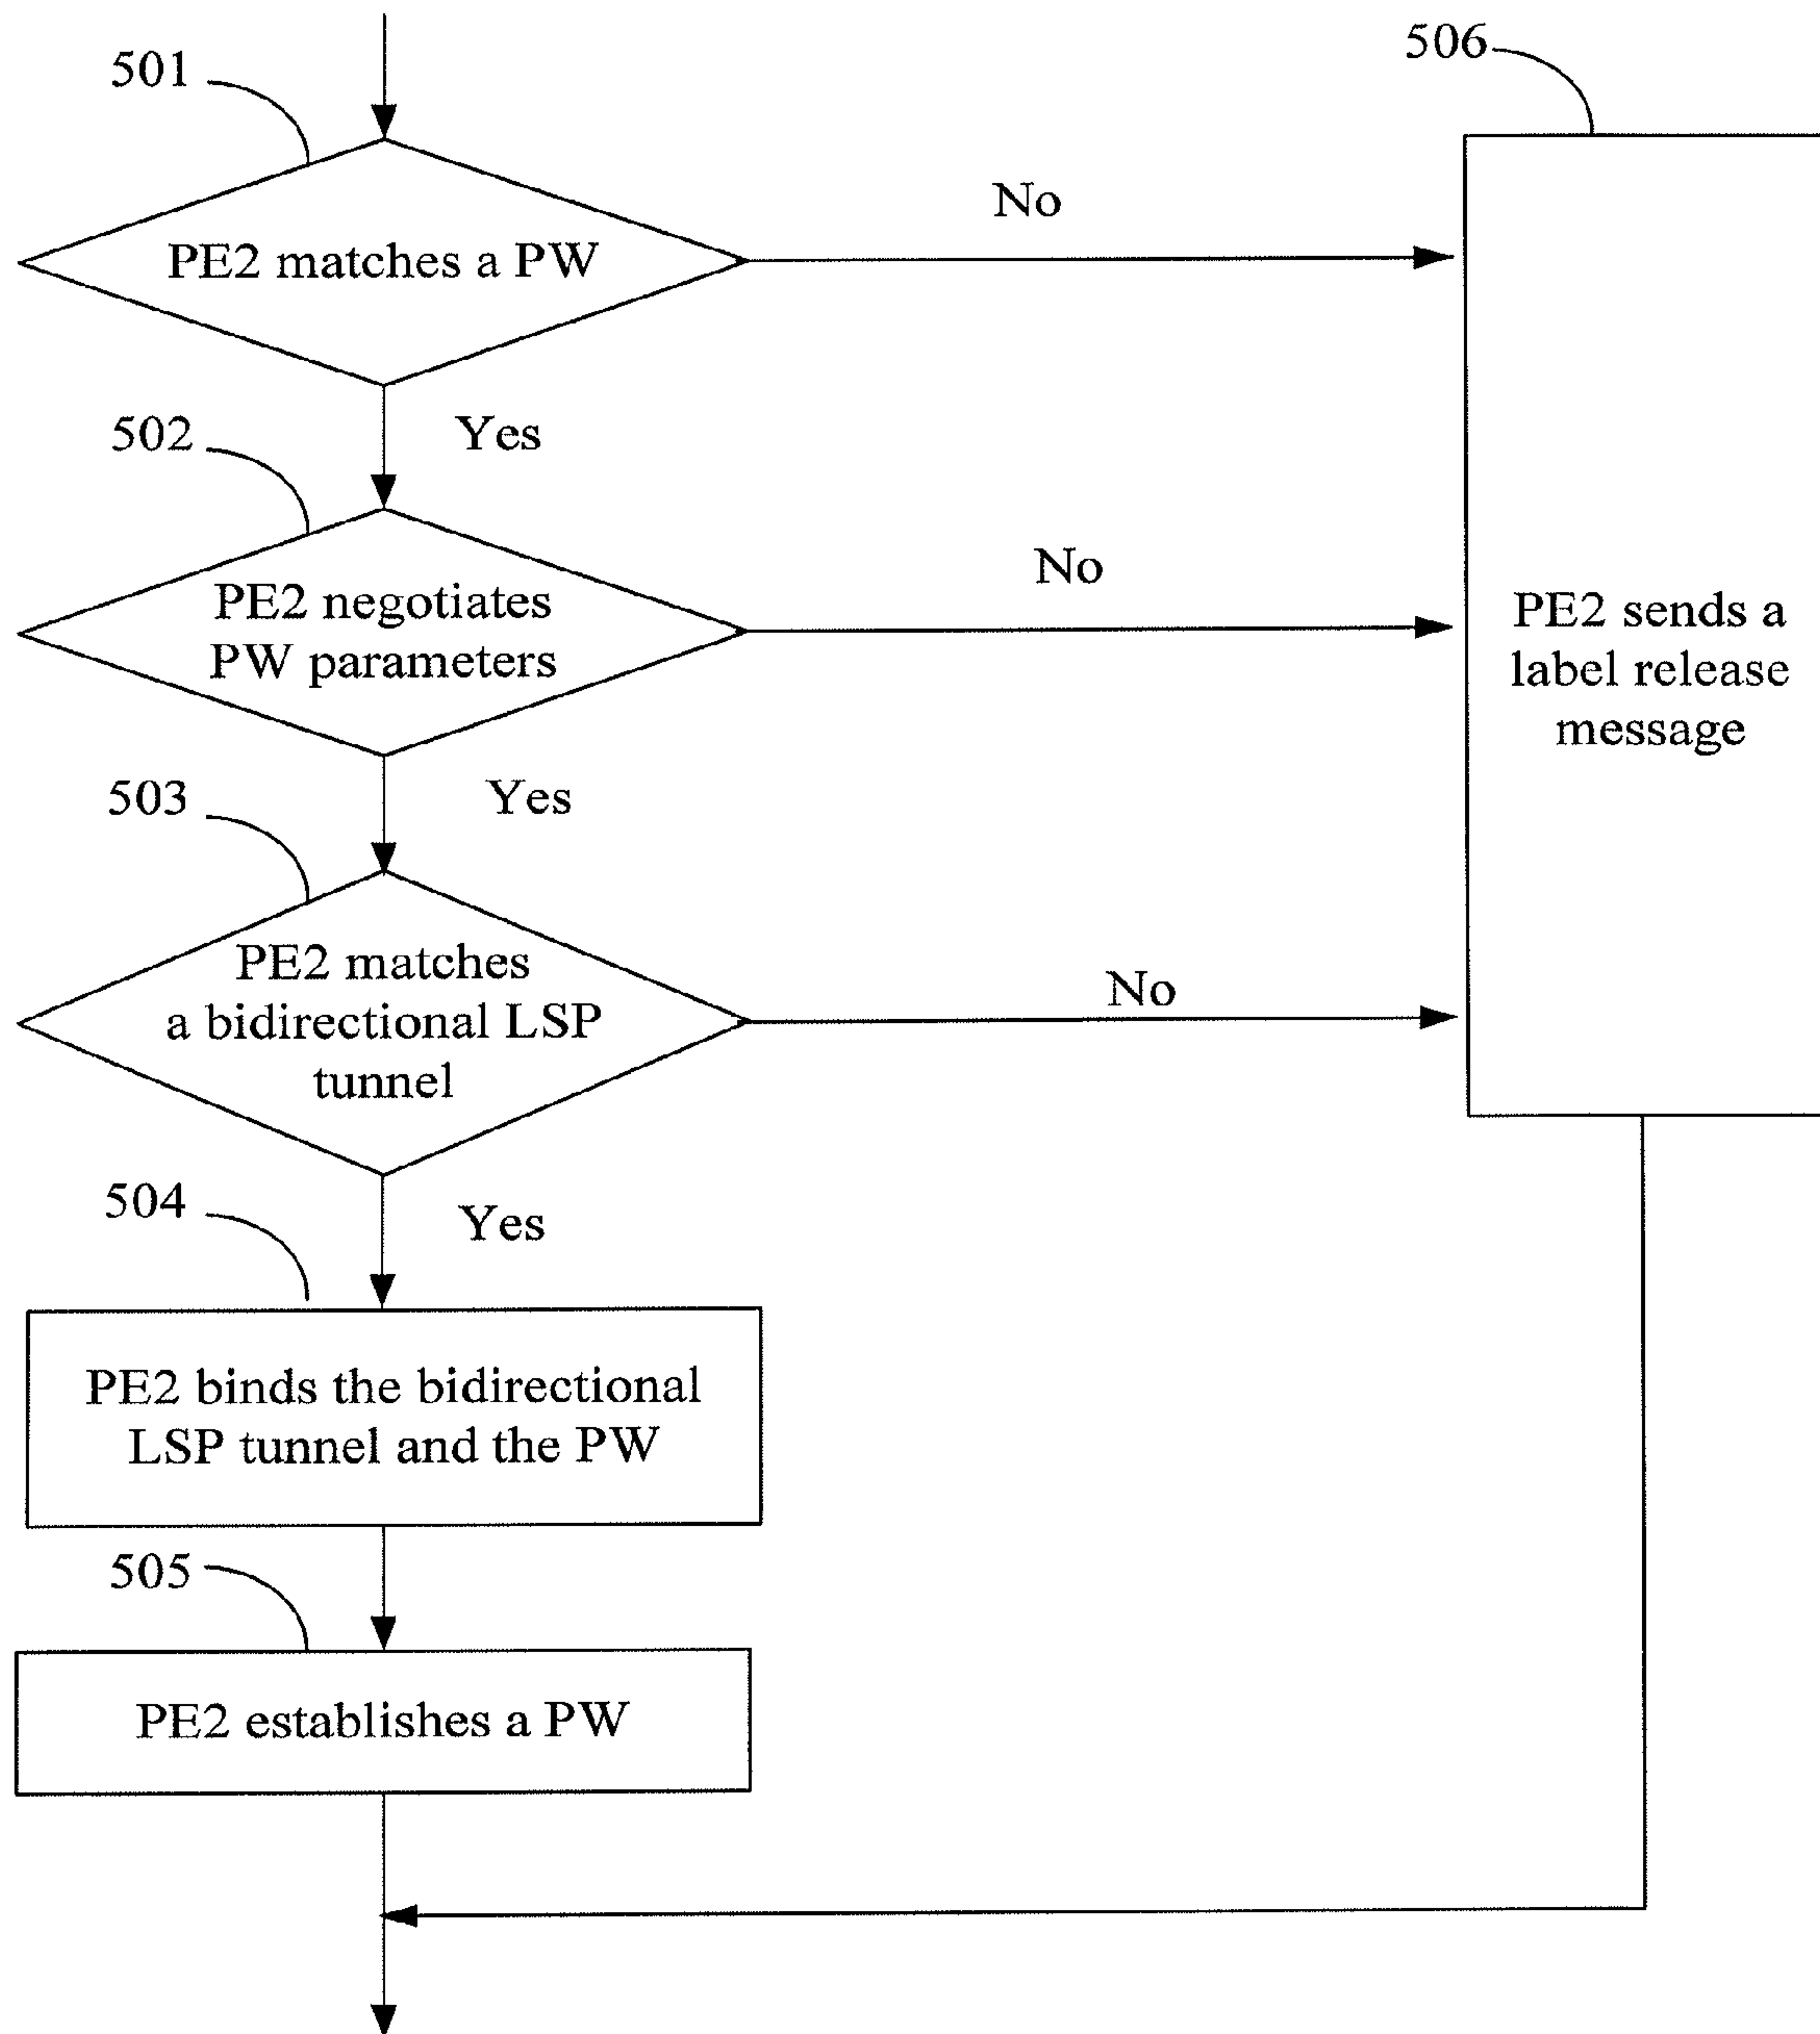 501
506
PE2 matches a PW
No
Yes
502
PE2 negotiates
PW parameters
No
Yes
503
PE2 matches
a bidirectional LSP
tunnel
No
PE2 sends a
label release
message
Yes
504
PE2 binds the bidirectional
LSP tunnel and the PW
505
PE2 establishes a PW